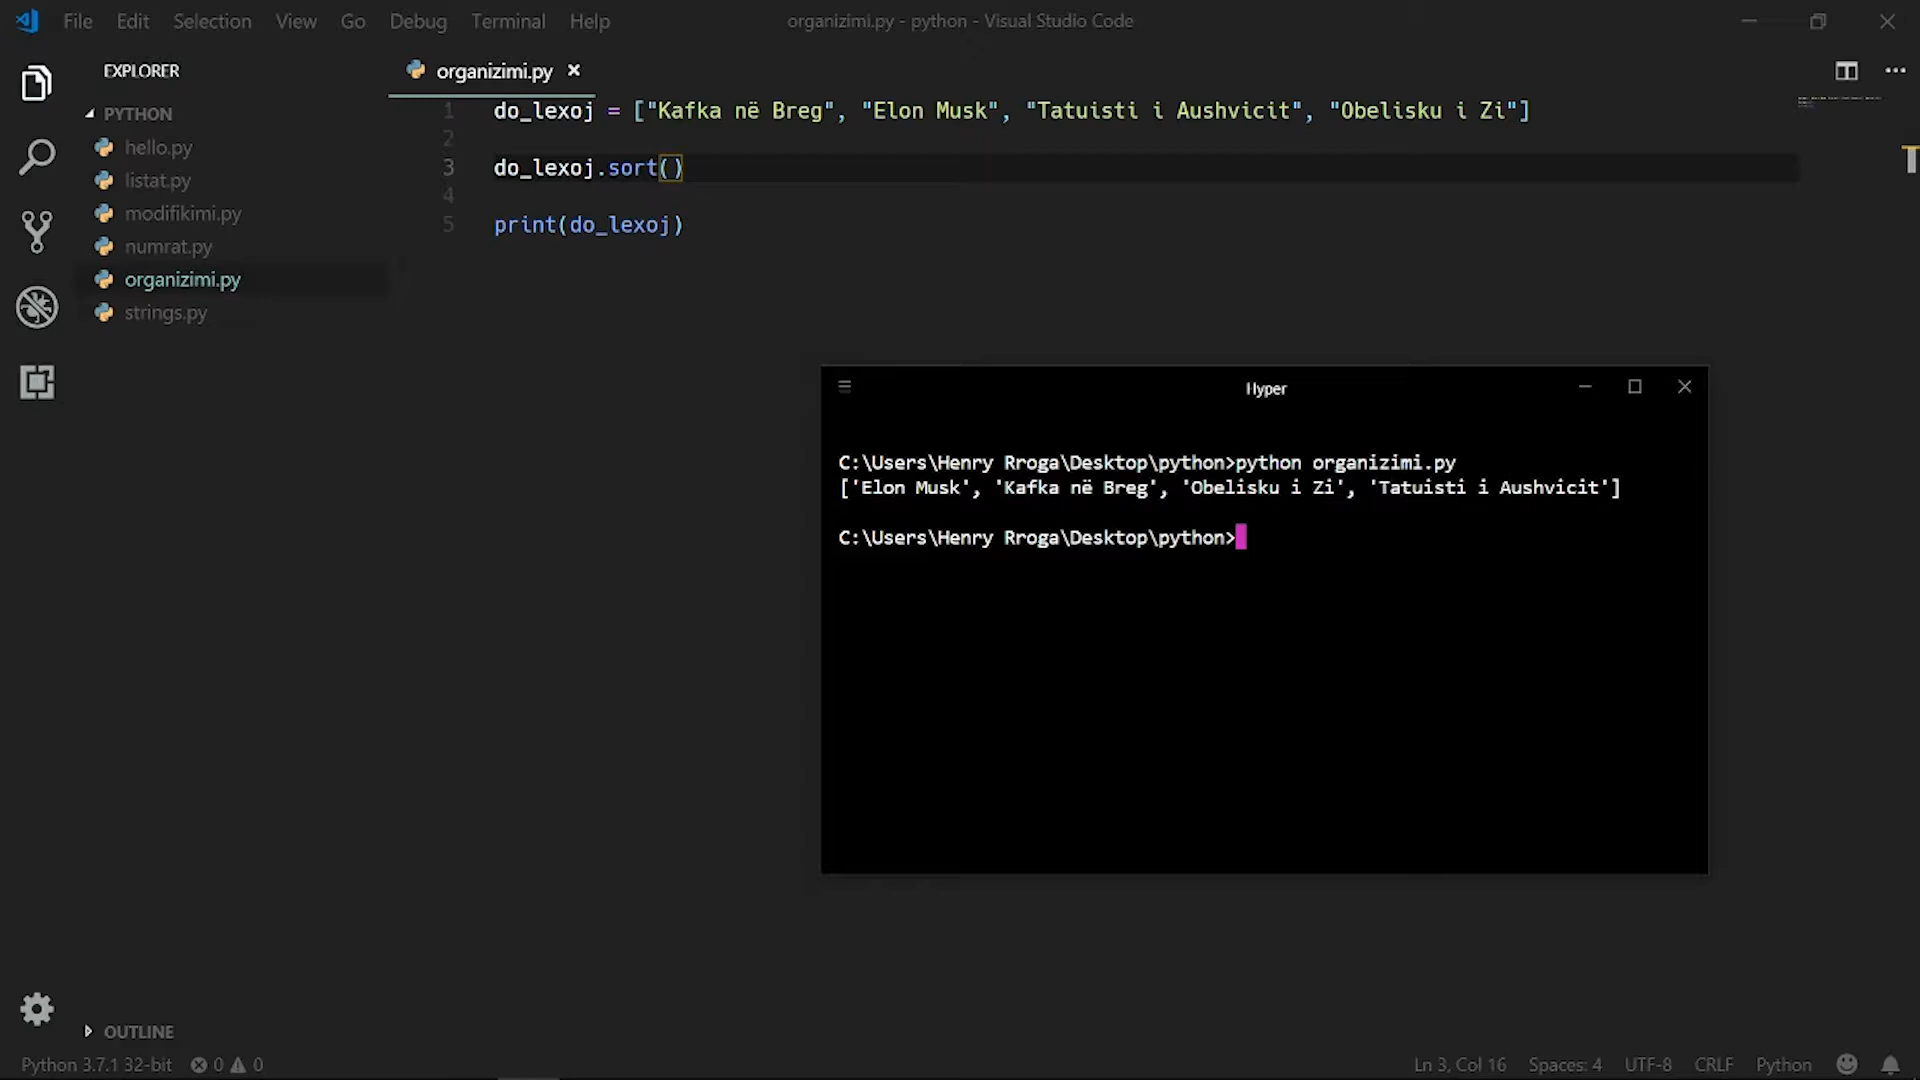 File Edit Selection View Go Debug Terminal Help
organizimi.py - python - Visual Studio Code
EXPLORER
PYTHON
hello.py
listat.py
modifikimi.py
numrat.py
organizimi.py
strings.py
organizimi.py
1 do_lexoj = ["Kafka në Breg", "Elon Musk", "Tatuisti i Aushvicit", "Obelisku i Zi"]
2
3 do_lexoj.sort()
4
5 print(do_lexoj)
Hyper
C:\Users\Henry Rroga\Desktop\python>python organizimi.py
['Elon Musk', 'Kafka në Breg', 'Obelisku i Zi', 'Tatuisti i Aushvicit']
C:\Users\Henry Rroga\Desktop\python>
OUTLINE
Python 3.7.1 32-bit 0 0 Ln 3, Col 16 Spaces: 4 UTF-8 CRLF Python